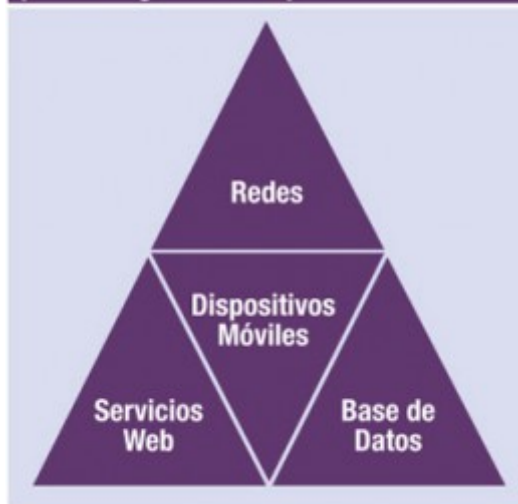 Redes
Dispositivos
Móviles
Servicios
Web
Base de
Datos